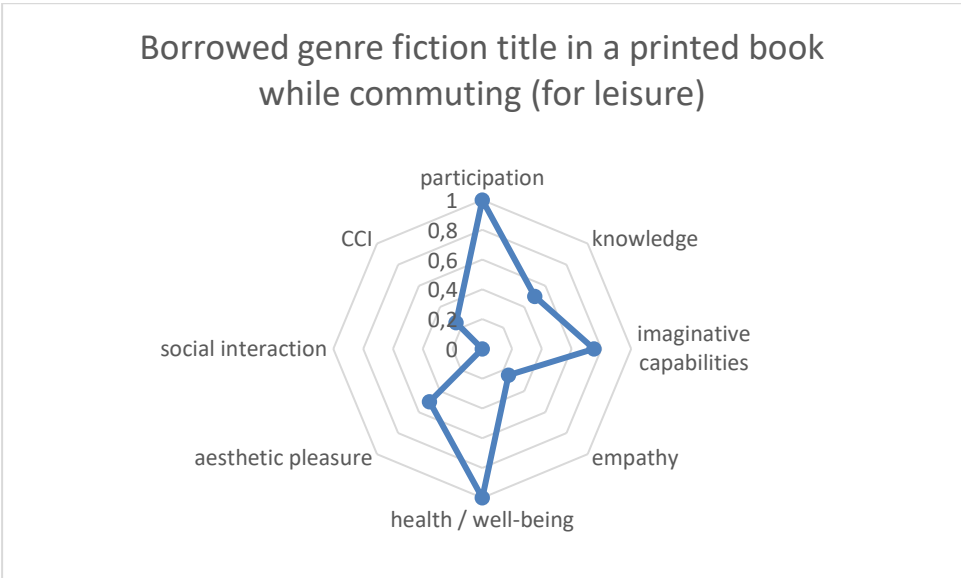 Borrowed genre fiction title in a printed book
while commuting (for leisure)
participation
1
CCI
0,8
knowledge
0,6
0,4
0,2
social interaction
0
imaginative
capabilities
aesthetic pleasure
empathy
health / well-being